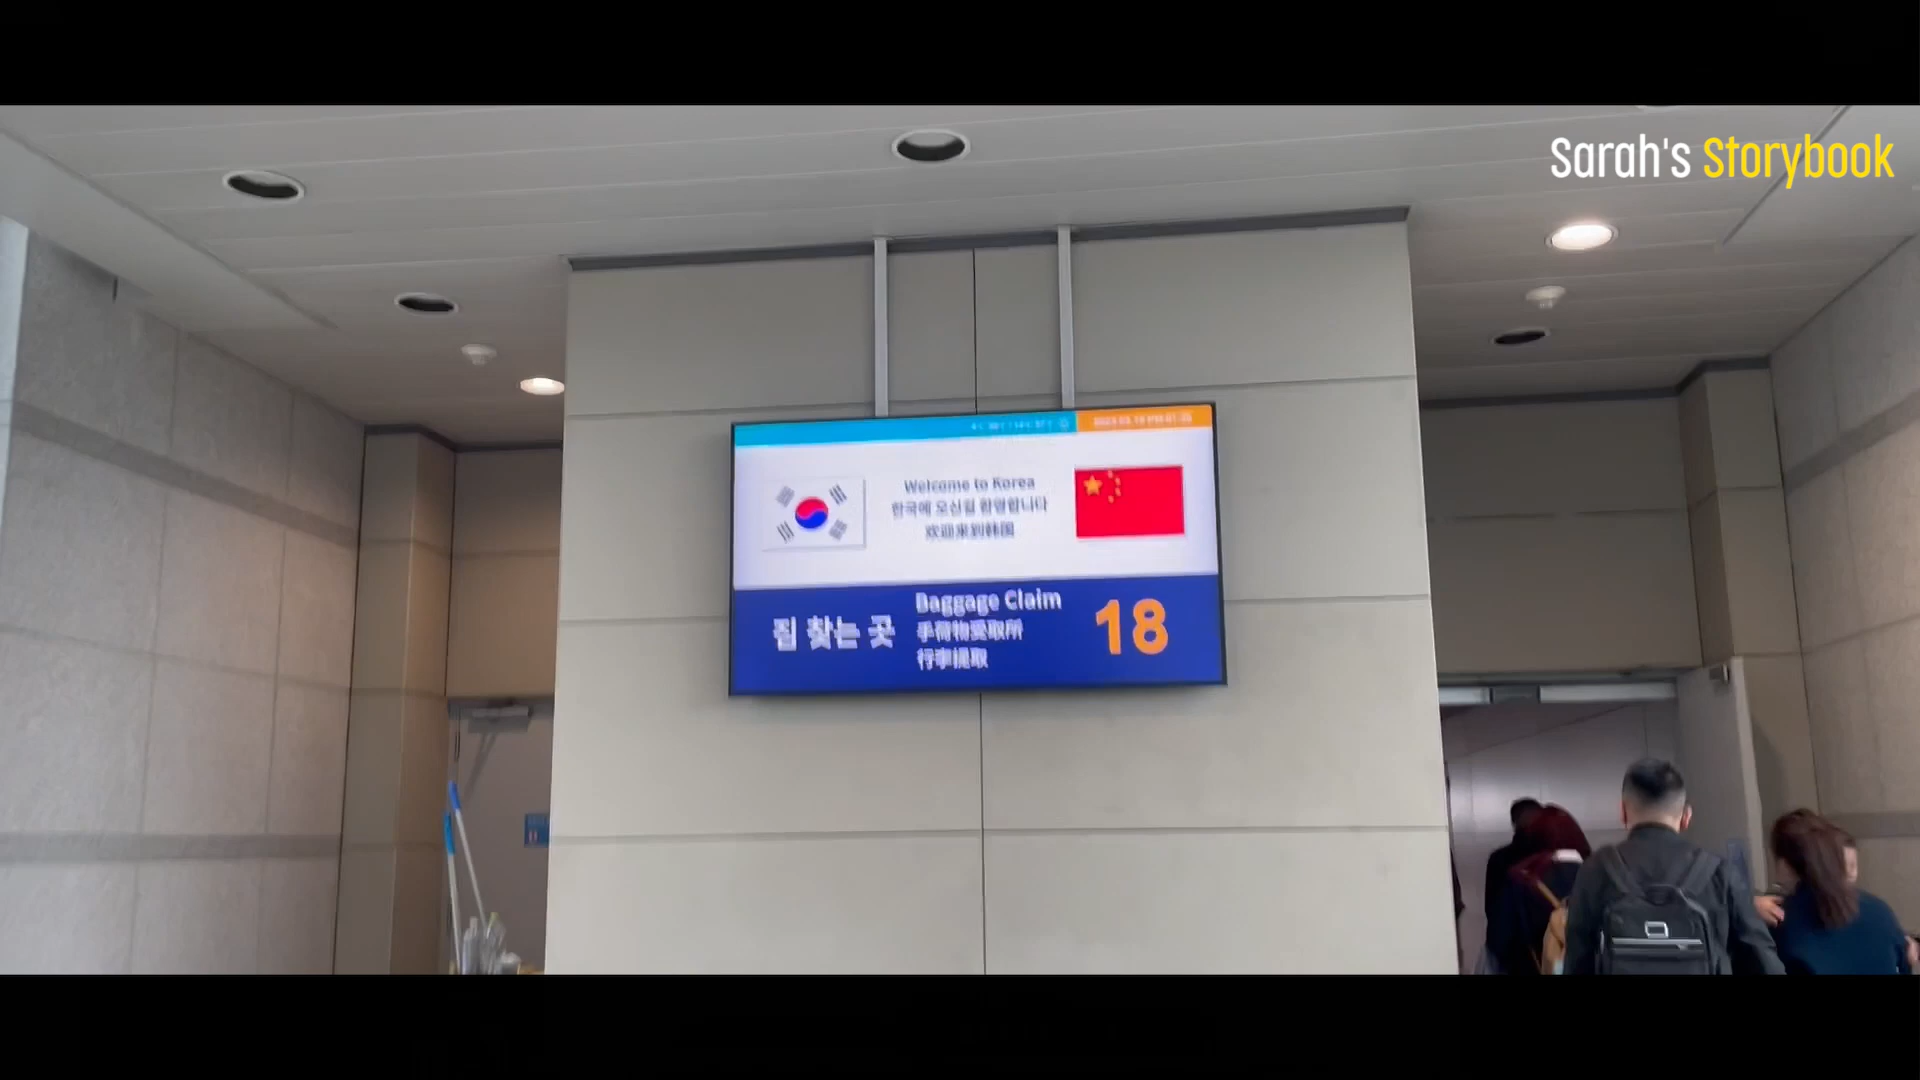 Sarah's Storybook
Welcome to Korea
한국에 오신걸 환영합니다
欢迎来到韩国
짐 찾는 곳
Baggage Claim
手荷物受取所
行李提取
18